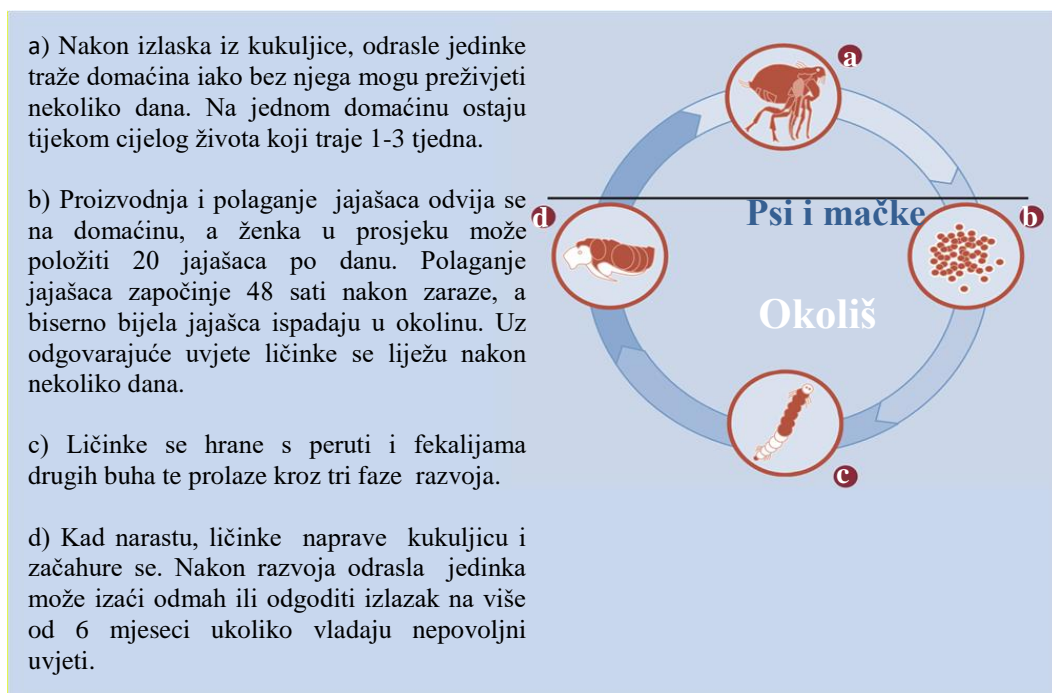 a) Nakon izlaska iz kukuljice, odrasle jedinke
traže domaćina iako bez njega mogu preživjeti
nekoliko dana. Na jednom domaćinu ostaju
tijekom cijelog života koji traje 1-3 tjedna.
b) Proizvodnja i polaganje jajašaca odvija se
na domaćinu, a ženka u prosjeku može
položiti 20 jajašaca po danu. Polaganje
jajašaca započinje 48 sati nakon zaraze, a
biserno bijela jajašca ispadaju u okolinu. Uz
odgovarajuće uvjete ličinke se liježu nakon
nekoliko dana.
c) Ličinke se hrane s peruti i fekalijama
drugih buha te prolaze kroz tri faze razvoja.
d) Kad narastu, ličinke naprave kukuljicu i
začahure se. Nakon razvoja odrasla jedinka
može izaći odmah ili odgoditi izlazak na više
od 6 mjeseci ukoliko vladaju nepovoljni
uvjeti.
a
d
Psi i mačke
b
Okoliš
c